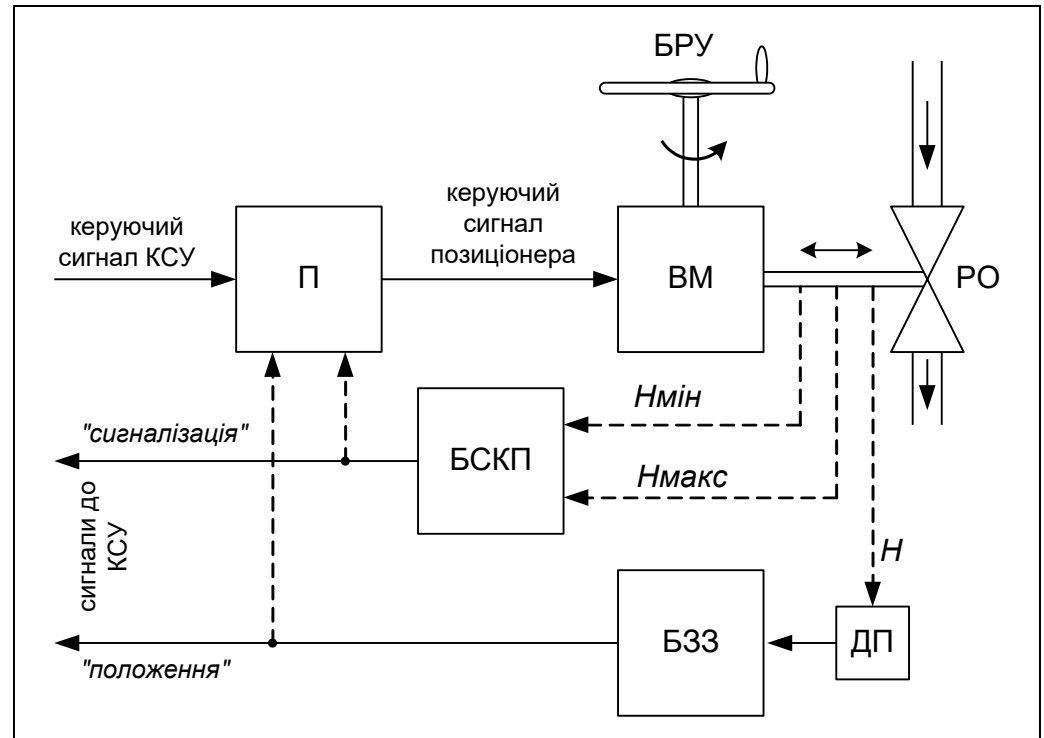 БРУ
керуючий
сигнал КСУ
П
керуючий
сигнал
позиціонера
ВМ
РО
Нмін
"сигналізація"
БСКП
Нмакс
сигнали до
КСУ
Н
БЗЗ
ДП
"положення"